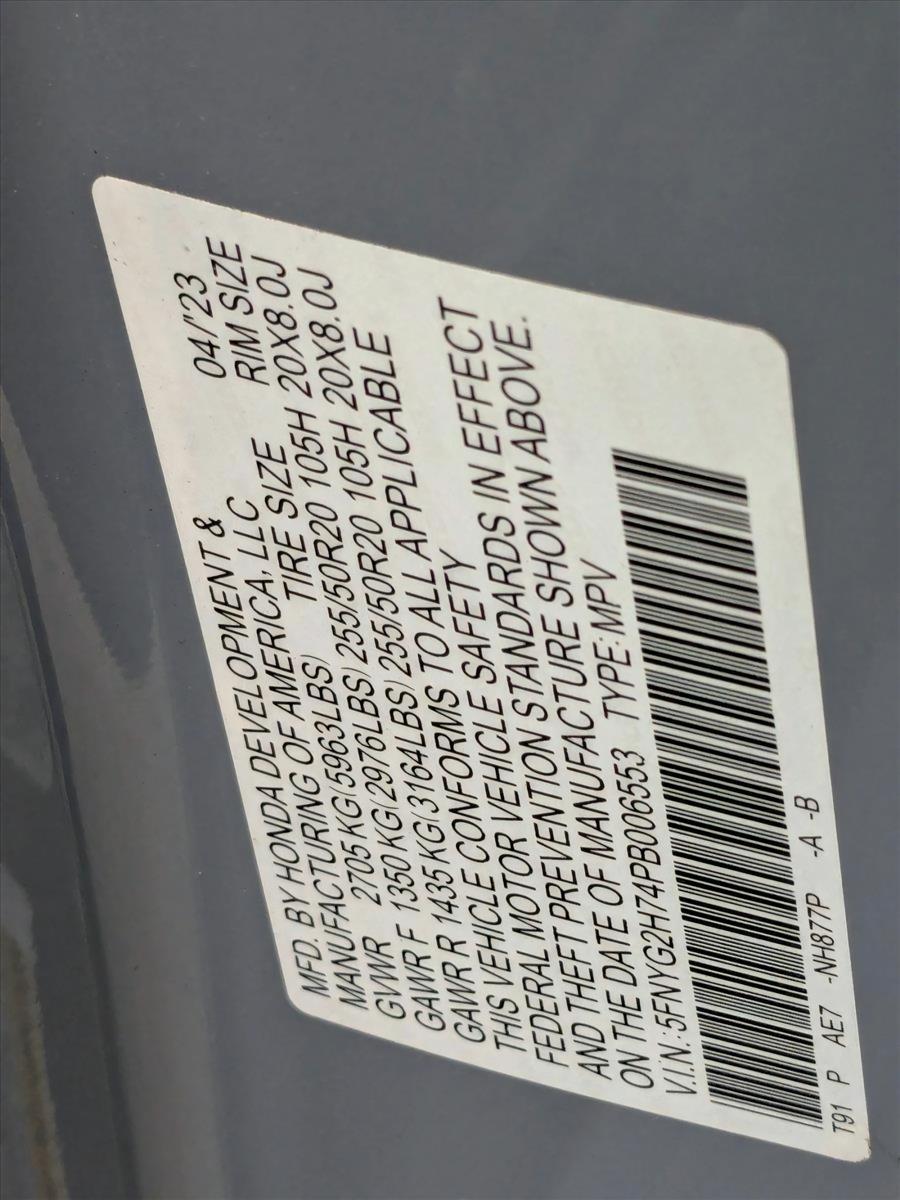 MFD. BY HONDA DEVELOPMENT & 04/'23
MANUFACTURING OF AMERICA, LLC RIM SIZE
GVWR 2705 KG(5963LBS) TIRE SIZE 20X8.0J
GAWR F 1350 KG(2976LBS) 255/50R20 105H 20X8.0J
GAWR R 1435 KG(3164LBS) 255/50R20 105H
THIS VEHICLE CONFORMS TO ALL APPLICABLE
FEDERAL MOTOR VEHICLE SAFETY
AND THEFT PREVENTION STANDARDS IN EFFECT
ON THE DATE OF MANUFACTURE SHOWN ABOVE.
V.I.N.:5FNYG2H74PB006553 TYPE:MPV
T91 P AE7 -NH877P -A -B